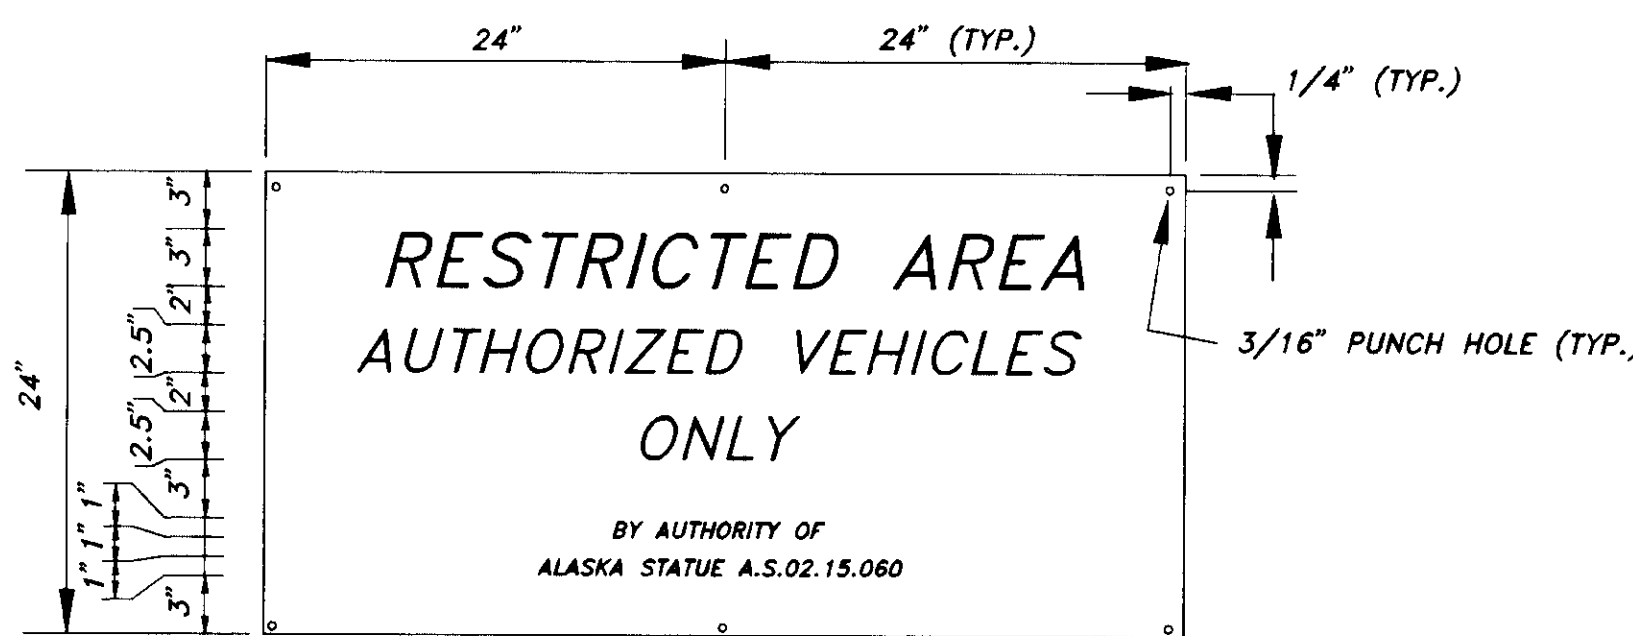 24" 24" (TYP.)
1/4" (TYP.)
3"
3"
2"
2.5"
2"
2.5"
3"
1"
1"
1"
3"
24"
RESTRICTED AREA
AUTHORIZED VEHICLES
ONLY
BY AUTHORITY OF
ALASKA STATUE A.S.02.15.060
3/16" PUNCH HOLE (TYP.)